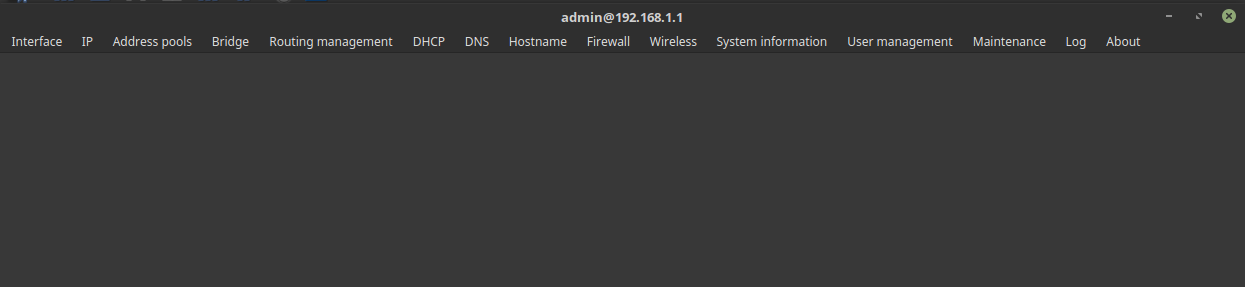 admin@192.168.1.1
Interface IP Address pools Bridge Routing management DHCP DNS Hostname Firewall Wireless System information User management Maintenance Log About